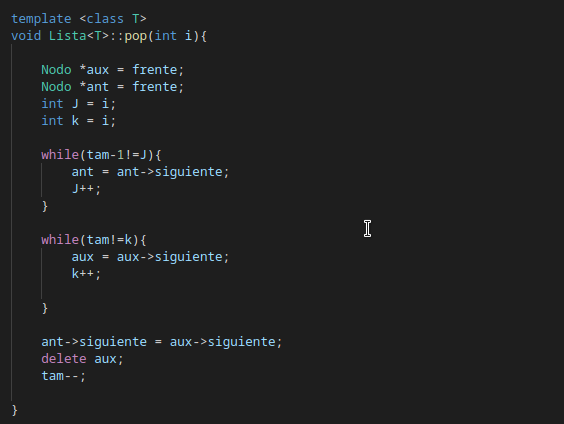 template <class T>
void Lista<T>::pop(int i){
Nodo *aux = frente;
Nodo *ant = frente;
int J = i;
int k = i;
while(tam-1!=J){
ant = ant->siguiente;
J++;
}
while(tam!=k){
aux = aux->siguiente;
k++;
}
ant->siguiente = aux->siguiente;
delete aux;
tam--;
}